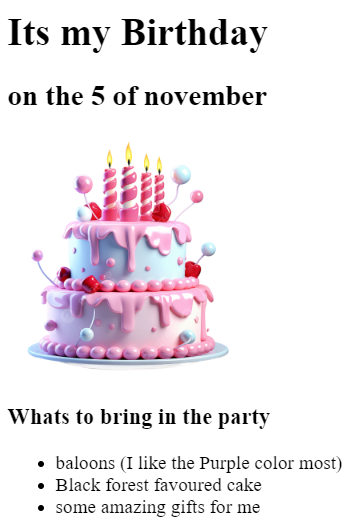 Its my Birthday
on the 5 of november
Whats to bring in the party
baloons (I like the Purple color most)
Black forest favoured cake
some amazing gifts for me